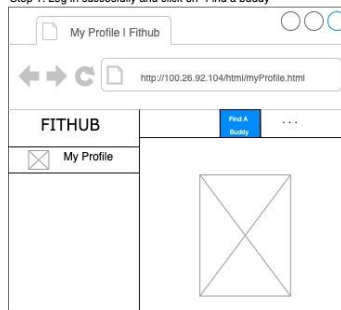 Step 1: Log in successfully and click on "Find a buddy"
My Profile I Fithub
http://100.26.92.104/html/myProfile.html
FITHUB
Find A
Buddy
...
My Profile